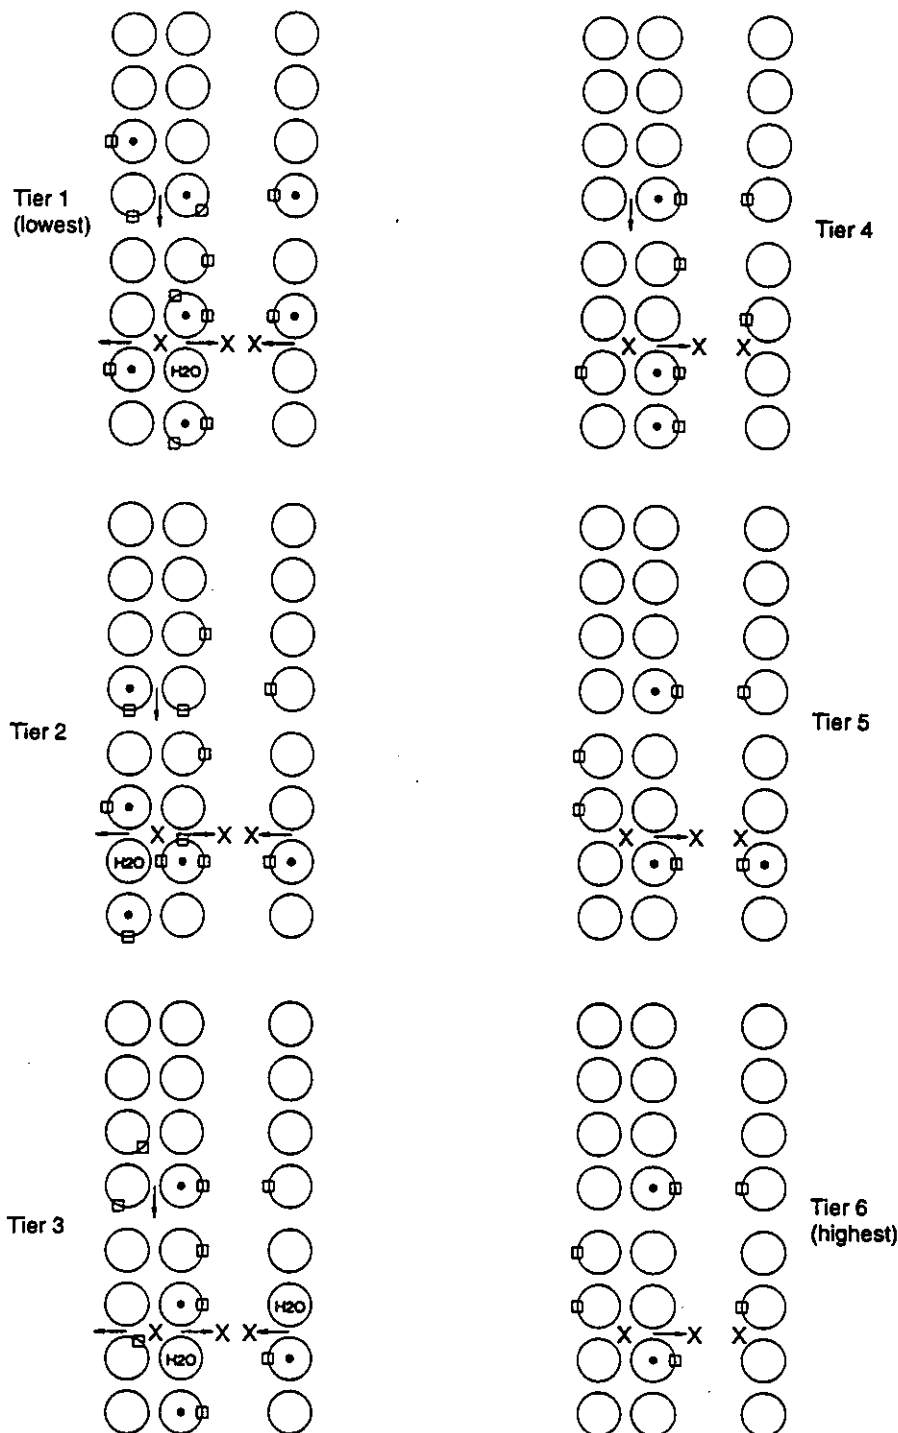 Tier 1
(lowest)
Tier 4
X X X
X X X
H2O
Tier 2
Tier 5
X X X
X X X
H2O
Tier 3
Tier 6
(highest)
H2O
X X X
X X X
H2O